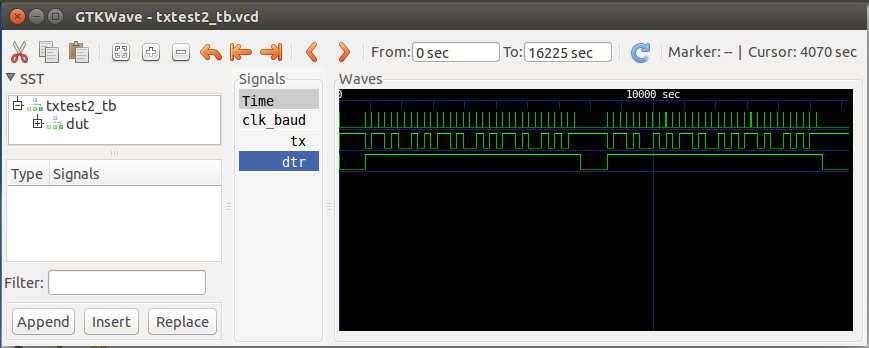 GTKWave - txtest2_tb.vcd
From: 0 sec To: 16225 sec Marker: -- | Cursor: 4070 sec
SST
txtest2_tb
dut
Type Signals
Filter:
Append Insert Replace
Signals
Time
clk_baud
tx
dtr
Waves
0 10000 sec